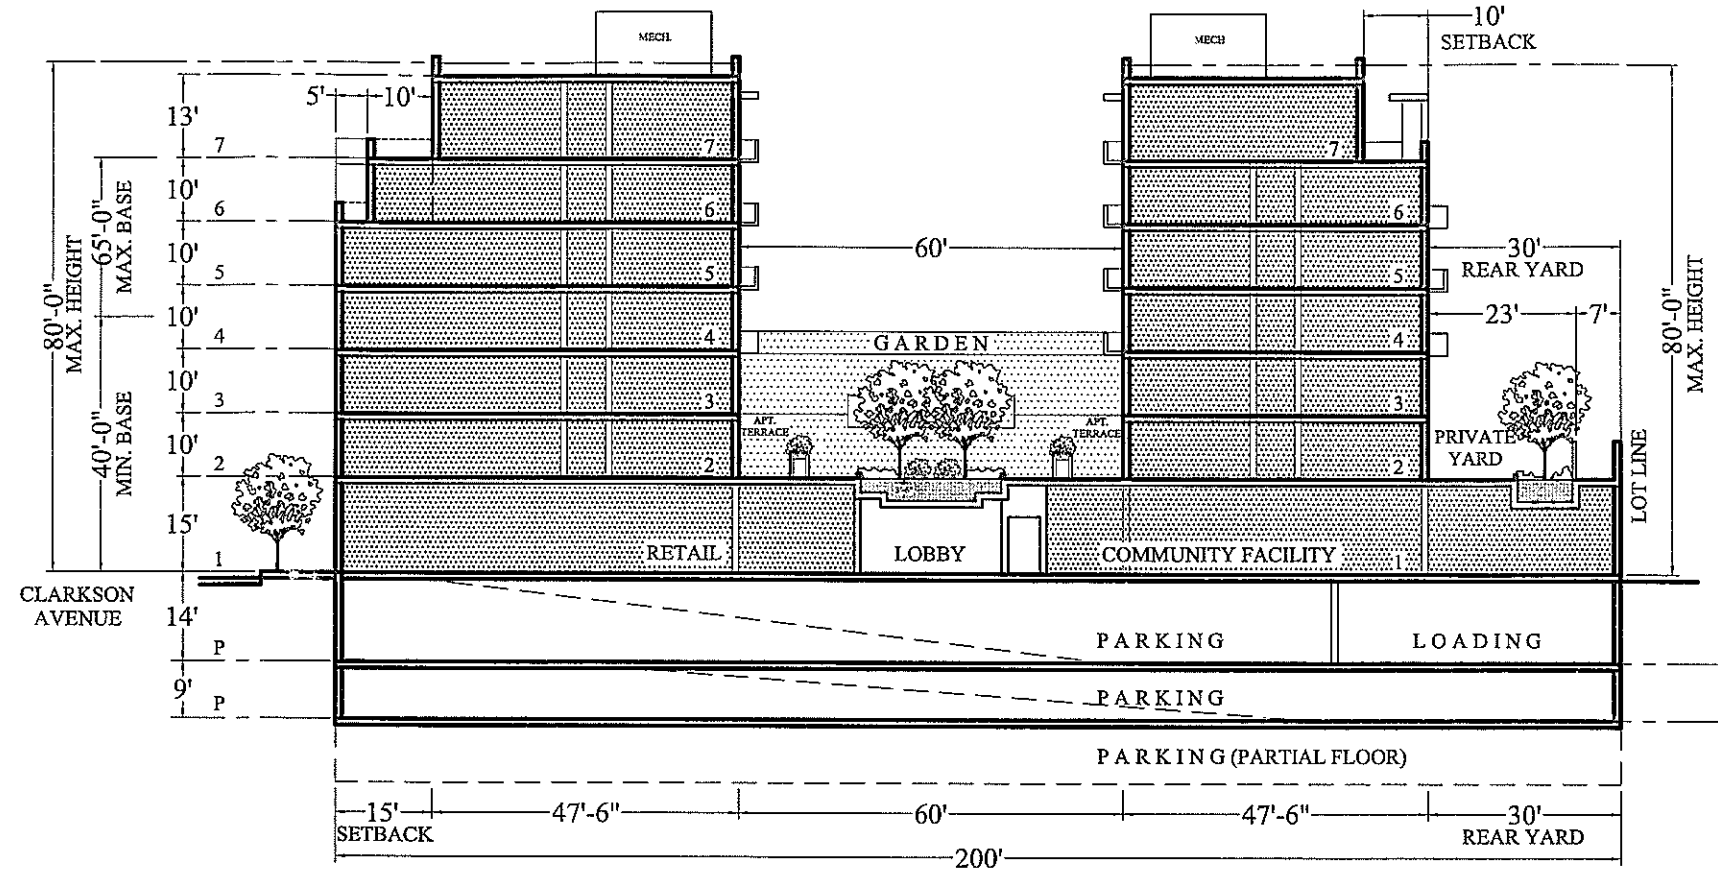 MECH.
MECH
10'
SETBACK
5'
10'
13'
7
7
7
10'
6
6
6
65'-0"
MAX. BASE
80'-0"
MAX. HEIGHT
10'
5
5
5
60'
30'
REAR YARD
23'
7'
80'-0"
MAX. HEIGHT
10'
4
4
4
GARDEN
10'
3
3
3
40'-0"
MIN. BASE
APT.
TERRACE
APT.
TERRACE
10'
2
2
2
PRIVATE
YARD
LOT LINE
15'
1
RETAIL
LOBBY
COMMUNITY FACILITY
1
CLARKSON
AVENUE
14'
P
PARKING
LOADING
9'
P
PARKING
PARKING (PARTIAL FLOOR)
15'
SETBACK
47'-6"
60'
47'-6"
30'
REAR YARD
200'